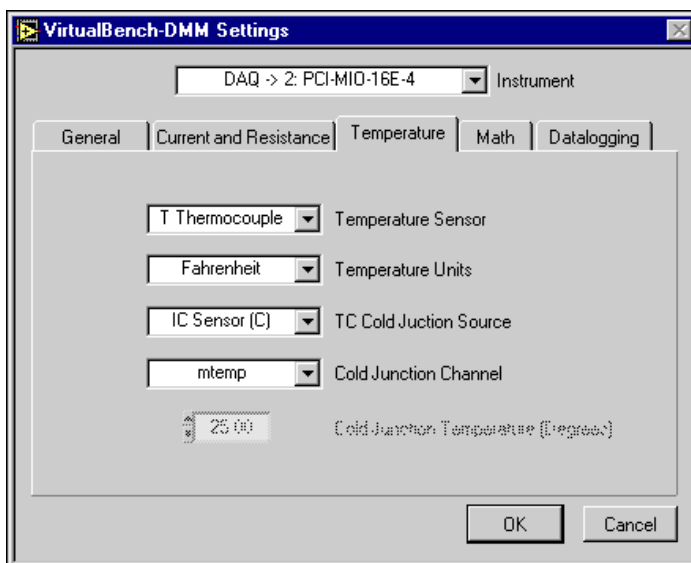 VirtualBench-DMM Settings
DAQ -> 2: PCI-MIO-16E-4 Instrument
General Current and Resistance Temperature Math Datalogging
T Thermocouple Temperature Sensor
Fahrenheit Temperature Units
IC Sensor (C) TC Cold Juction Source
mtemp Cold Junction Channel
25.00 Cold Junction Temperature (Degrees)
OK Cancel